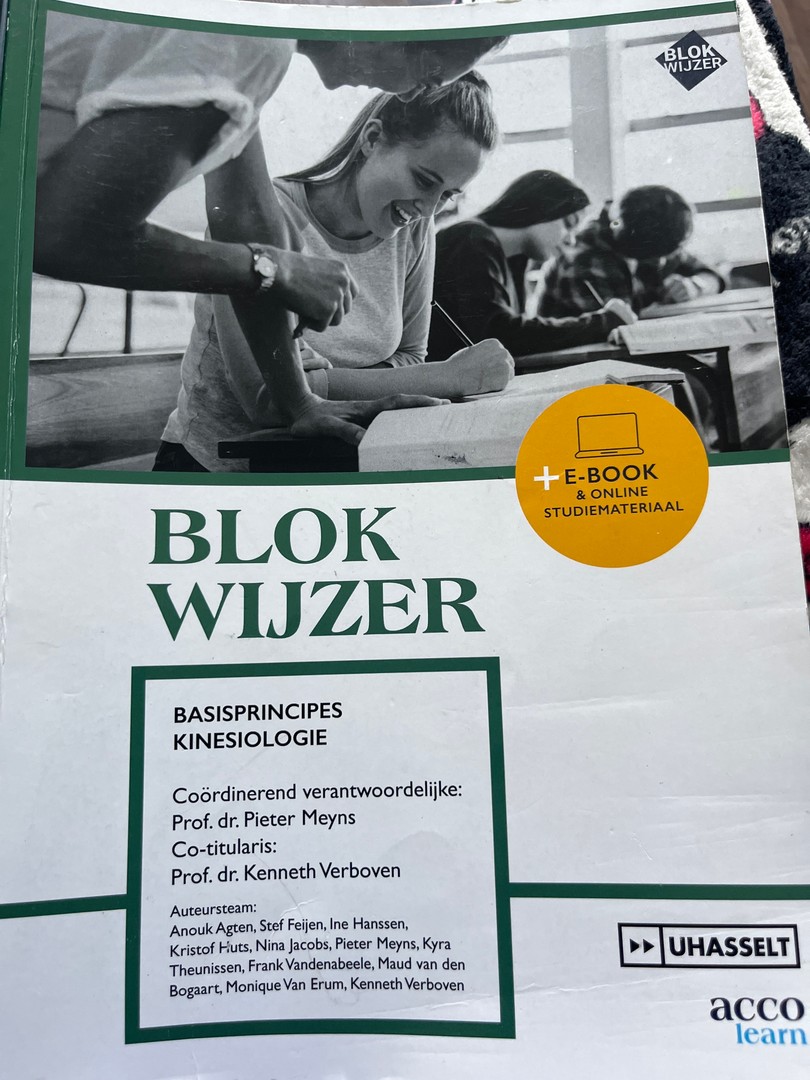 BLOK
WIJZER
+ E-BOOK
& ONLINE
STUDIEMATERIAAL
BLOK
WIJZER
BASISPRINCIPES
KINESIOLOGIE
Coördinerend verantwoordelijke:
Prof. dr. Pieter Meyns
Co-titularis:
Prof. dr. Kenneth Verboven
Auteursteam:
Anouk Agten, Stef Feijen, Ine Hanssen,
Kristof Huts, Nina Jacobs, Pieter Meyns, Kyra
Theunissen, Frank Vandenabeele, Maud van den
Bogaart, Monique Van Erum, Kenneth Verboven
UHASSELT
acco
learn